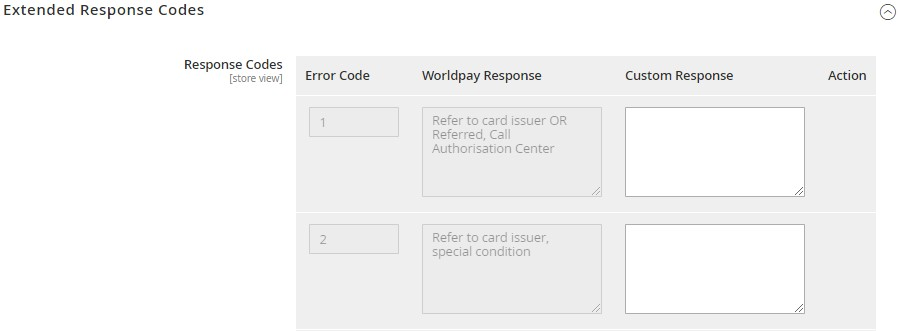 Extended Response Codes
Response Codes
[store view]
Error Code Worldpay Response Custom Response Action
1
Refer to card issuer OR
Referred, Call
Authorisation Center
2
Refer to card issuer,
special condition